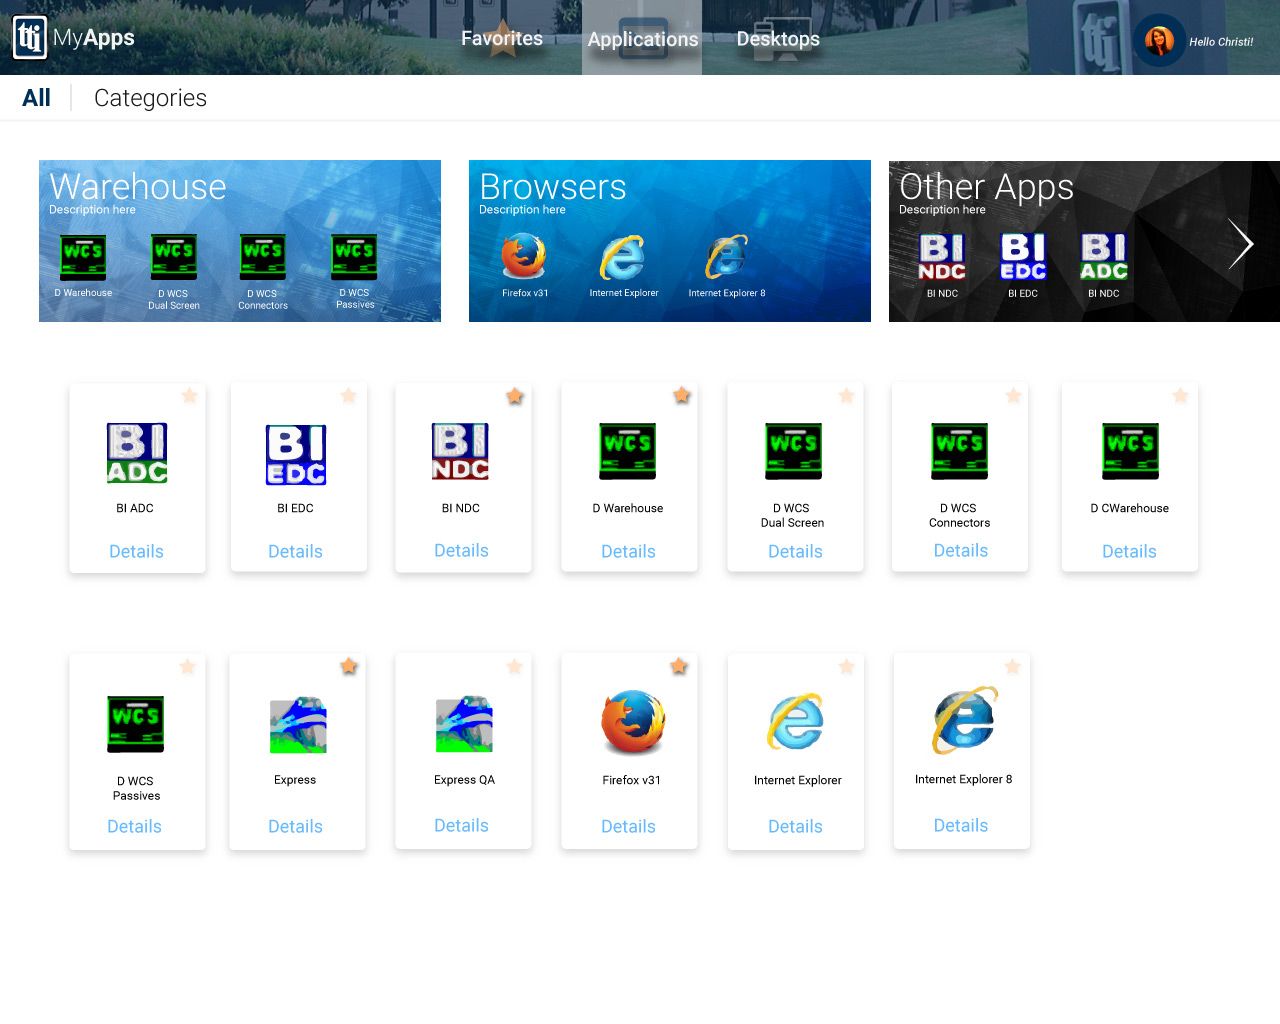 tti MyApps
Favorites
Applications
Desktops
tti
Hello Christi!
All
Categories
Warehouse
Description here
WCS
WCS
WCS
WCS
D Warehouse
D WCS
Dual Screen
D WCS
Connectors
D WCS
Passives
Browsers
Description here
Firefox v31
Internet Explorer
Internet Explorer 8
Other Apps
Description here
BI
NDC
BI
EDC
BI
ADC
BI NDC
BI EDC
BI NDC
BI
ADC
BI ADC
Details
BI
EDC
BI EDC
Details
BI
NDC
BI NDC
Details
WCS
D Warehouse
Details
WCS
D WCS
Dual Screen
Details
WCS
D WCS
Connectors
Details
WCS
D CWarehouse
Details
WCS
D WCS
Passives
Details
Express
Details
Express QA
Details
Firefox v31
Details
Internet Explorer
Details
Internet Explorer 8
Details